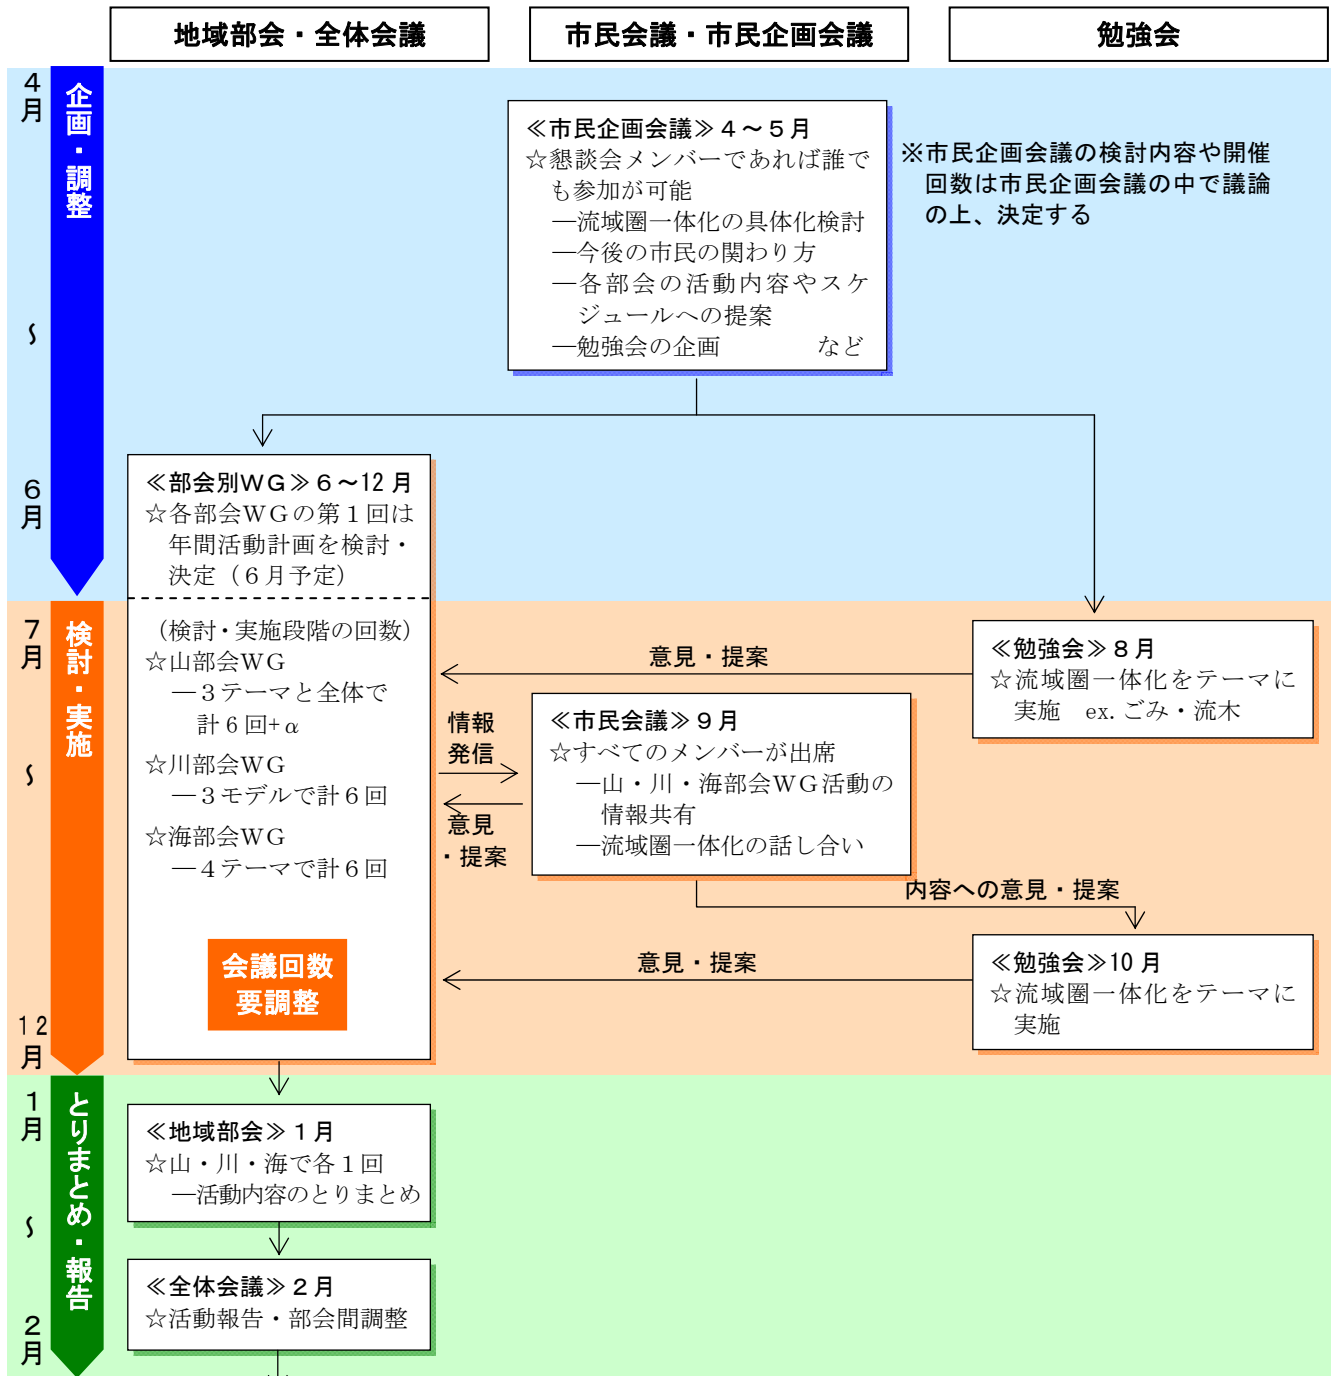 地域部会・全体会議
市民会議・市民企画会議
勉強会
4月
～
6月
企画・調整
≪市民企画会議≫４～５月
☆懇談会メンバーであれば誰で
も参加が可能
―流域圏一体化の具体化検討
―今後の市民の関わり方
―各部会の活動内容やスケ
ジュールへの提案
―勉強会の企画　　　など
※市民企画会議の検討内容や開催
回数は市民企画会議の中で議論
の上、決定する
≪部会別ＷＧ≫６～12月
☆各部会ＷＧの第１回は
年間活動計画を検討・
決定（６月予定）
7月
～
12月
検討・実施
（検討・実施段階の回数）
☆山部会ＷＧ
―３テーマと全体で
計６回+α
☆川部会ＷＧ
―３モデルで計６回
☆海部会ＷＧ
―４テーマで計６回
会議回数
要調整
意見・提案
情報
発信
意見
・提案
≪市民会議≫９月
☆すべてのメンバーが出席
―山・川・海部会ＷＧ活動の
情報共有
―流域圏一体化の話し合い
≪勉強会≫８月
☆流域圏一体化をテーマに
実施　ex.ごみ・流木
内容への意見・提案
意見・提案
≪勉強会≫10月
☆流域圏一体化をテーマに
実施
1月
～
2月
とりまとめ・報告
≪地域部会≫１月
☆山・川・海で各１回
―活動内容のとりまとめ
≪全体会議≫２月
☆活動報告・部会間調整